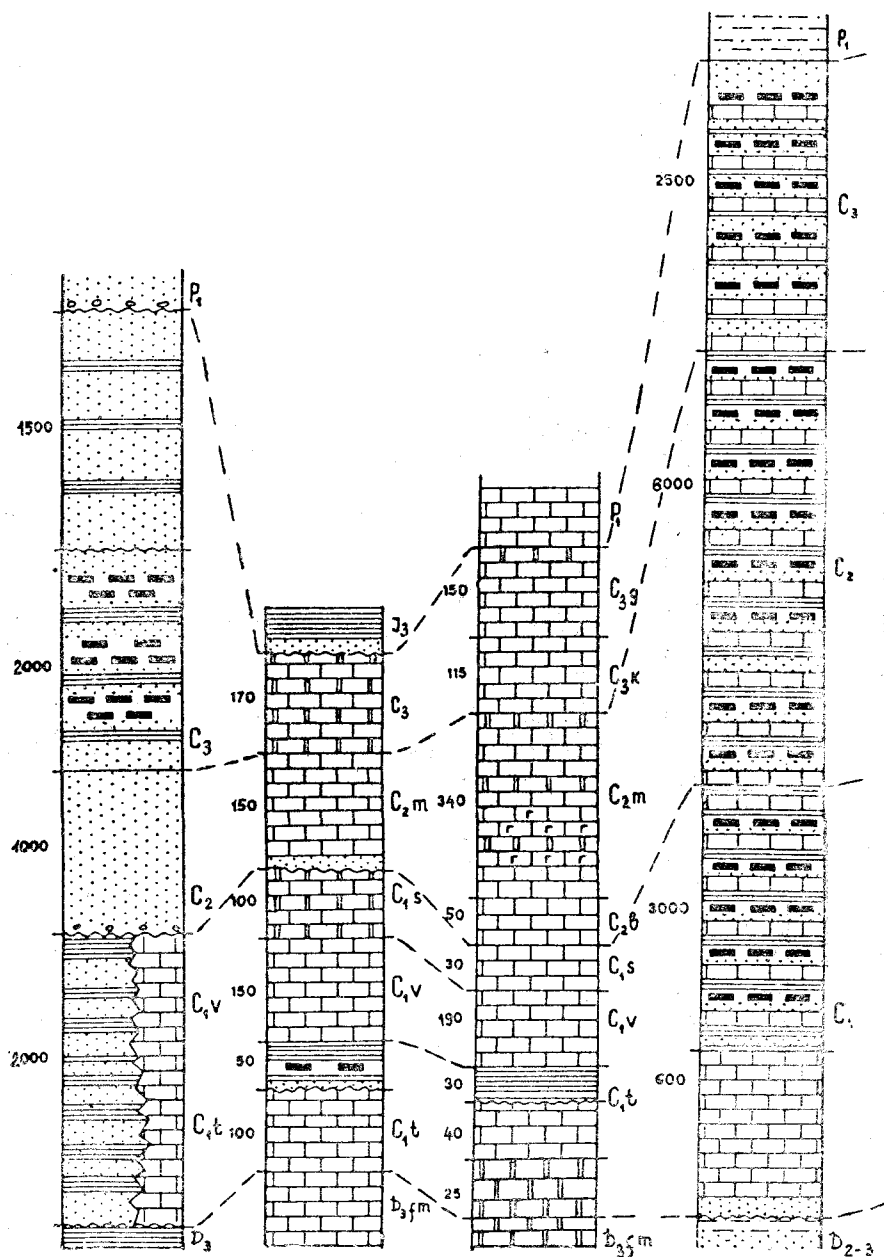 P₁
1500
2000
C₃
4000
C₂
C₁v
2000
C₁t
D₃
J₃
170
C₃
150
C₂m
100
C₁s
150
C₁v
50
100
C₁t
D₃fm
P₁
150
C₃g
115
C₃k
340
C₂m
50
C₂в
30
C₁s
190
C₁v
30
C₁t
40
25
D₃fm
P₁
2500
C₃
6000
C₂
3000
C₁
600
D₂₋₃